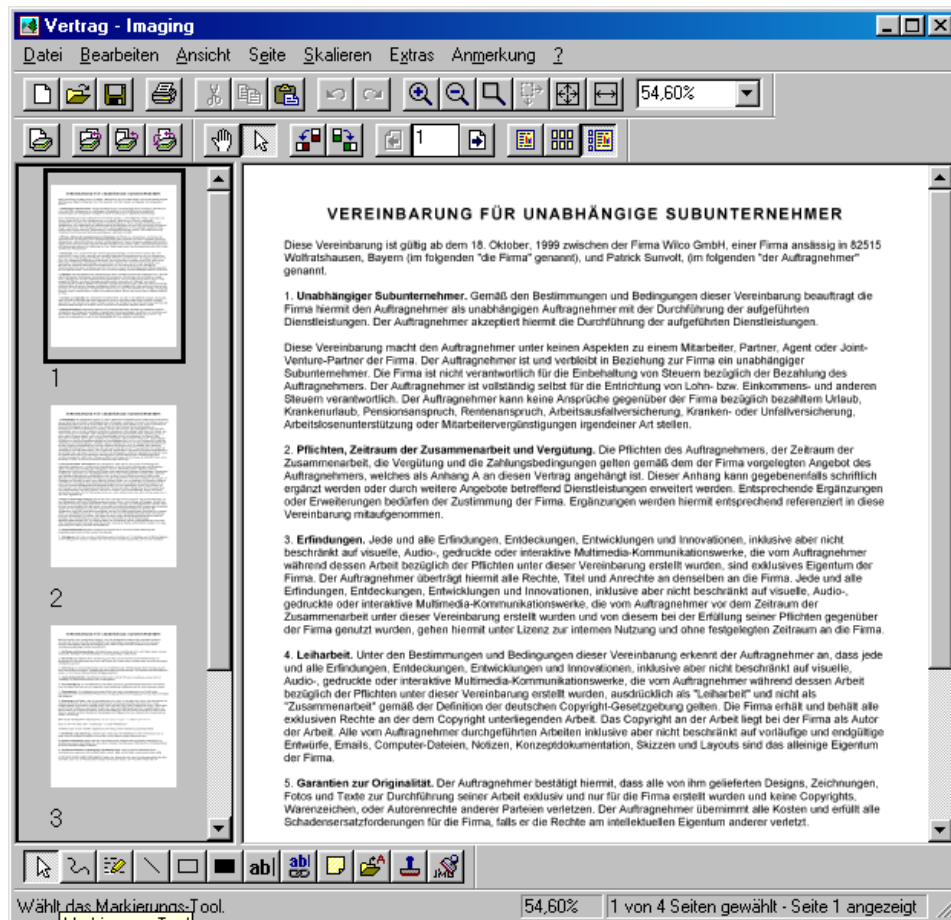 Vertrag - Imaging
Datei Bearbeiten Ansicht Seite Skalieren Extras Anmerkung ?
54,60%
1
VEREINBARUNG FÜR UNABHÄNGIGE SUBUNTERNEHMER
Diese Vereinbarung ist gültig ab dem 18. Oktober, 1999 zwischen der Firma Wilco GmbH, einer Firma ansässig in 82515
Wolfratshausen, Bayern (im folgenden "die Firma" genannt), und Patrick Sunvolt, (im folgenden "der Auftragnehmer"
genannt.
1. Unabhängiger Subunternehmer. Gemäß den Bestimmungen und Bedingungen dieser Vereinbarung beauftragt die
Firma hiermit den Auftragnehmer als unabhängigen Auftragnehmer mit der Durchführung der aufgeführten
Dienstleistungen. Der Auftragnehmer akzeptiert hiermit die Durchführung der aufgeführten Dienstleistungen.
Diese Vereinbarung macht den Auftragnehmer unter keinen Aspekten zu einem Mitarbeiter, Partner, Agent oder Joint-
Venture-Partner der Firma. Der Auftragnehmer ist und verbleibt in Beziehung zur Firma ein unabhängiger
Subunternehmer. Die Firma ist nicht verantwortlich für die Einbehaltung von Steuern bezüglich der Bezahlung des
Auftragnehmers. Der Auftragnehmer ist vollständig selbst für die Entrichtung von Lohn- bzw. Einkommens- und anderen
Steuern verantwortlich. Der Auftragnehmer kann keine Ansprüche gegenüber der Firma bezüglich bezahltem Urlaub,
Krankenurlaub, Pensionsanspruch, Rentenanspruch, Arbeitsausfallversicherung, Kranken- oder Unfallversicherung,
Arbeitslosenunterstützung oder Mitarbeitervergünstigungen irgendeiner Art stellen.
2. Pflichten, Zeitraum der Zusammenarbeit und Vergütung. Die Pflichten des Auftragnehmers, der Zeitraum der
Zusammenarbeit, die Vergütung und die Zahlungsbedingungen gelten gemäß dem der Firma vorgelegten Angebot des
Auftragnehmers, welches als Anhang A an diesen Vertrag angehängt ist. Dieser Anhang kann gegebenenfalls schriftlich
ergänzt werden oder durch weitere Angebote betreffend Dienstleistungen erweitert werden. Entsprechende Ergänzungen
oder Erweiterungen bedürfen der Zustimmung der Firma. Ergänzungen werden hiermit entsprechend referenziert in diese
Vereinbarung mitaufgenommen.
3. Erfindungen. Jede und alle Erfindungen, Entdeckungen, Entwicklungen und Innovationen, inklusive aber nicht
beschränkt auf visuelle, Audio-, gedruckte oder interaktive Multimedia-Kommunikationswerke, die vom Auftragnehmer
während dessen Arbeit bezüglich der Pflichten unter dieser Vereinbarung erstellt wurden, sind exklusives Eigentum der
Firma. Der Auftragnehmer überträgt hiermit alle Rechte, Titel und Anrechte an denselben an die Firma. Jede und alle
Erfindungen, Entdeckungen, Entwicklungen und Innovationen, inklusive aber nicht beschränkt auf visuelle, Audio-,
gedruckte oder interaktive Multimedia-Kommunikationswerke, die vom Auftragnehmer vor dem Zeitraum der
Zusammenarbeit unter dieser Vereinbarung erstellt wurden und von diesem bei der Erfüllung seiner Pflichten gegenüber
der Firma genutzt wurden, gehen hiermit unter Lizenz zur internen Nutzung und ohne festgelegten Zeitraum an die Firma.
4. Leiharbeit. Unter den Bestimmungen und Bedingungen dieser Vereinbarung erkennt der Auftragnehmer an, dass jede
und alle Erfindungen, Entdeckungen, Entwicklungen und Innovationen, inklusive aber nicht beschränkt auf visuelle,
Audio-, gedruckte oder interaktive Multimedia-Kommunikationswerke, die vom Auftragnehmer während dessen Arbeit
bezüglich der Pflichten unter dieser Vereinbarung erstellt wurden, ausdrücklich als "Leiharbeit" und nicht als
"Zusammenarbeit" gemäß der Definition der deutschen Copyright-Gesetzgebung gelten. Die Firma erhält und behält alle
exklusiven Rechte an der dem Copyright unterliegenden Arbeit. Das Copyright an der Arbeit liegt bei der Firma als Autor
der Arbeit. Alle vom Auftragnehmer durchgeführten Arbeiten inklusive aber nicht beschränkt auf vorläufige und endgültige
Entwürfe, Emails, Computer-Dateien, Notizen, Konzeptdokumentation, Skizzen und Layouts sind das alleinige Eigentum
der Firma.
5. Garantien zur Originalität. Der Auftragnehmer bestätigt hiermit, dass alle von ihm gelieferten Designs, Zeichnungen,
Fotos und Texte zur Durchführung seiner Arbeit exklusiv und nur für die Firma erstellt wurden und keine Copyrights,
Warenzeichen, oder Autorenrechte anderer Parteien verletzen. Der Auftragnehmer übernimmt alle Kosten und erfüllt alle
Schadensersatzforderungen für die Firma, falls er die Rechte am intellektuellen Eigentum anderer verletzt.
1
2
3
ab| ab|
Wählt das Markierungs-Tool.
54,60%
1 von 4 Seiten gewählt - Seite 1 angezeigt